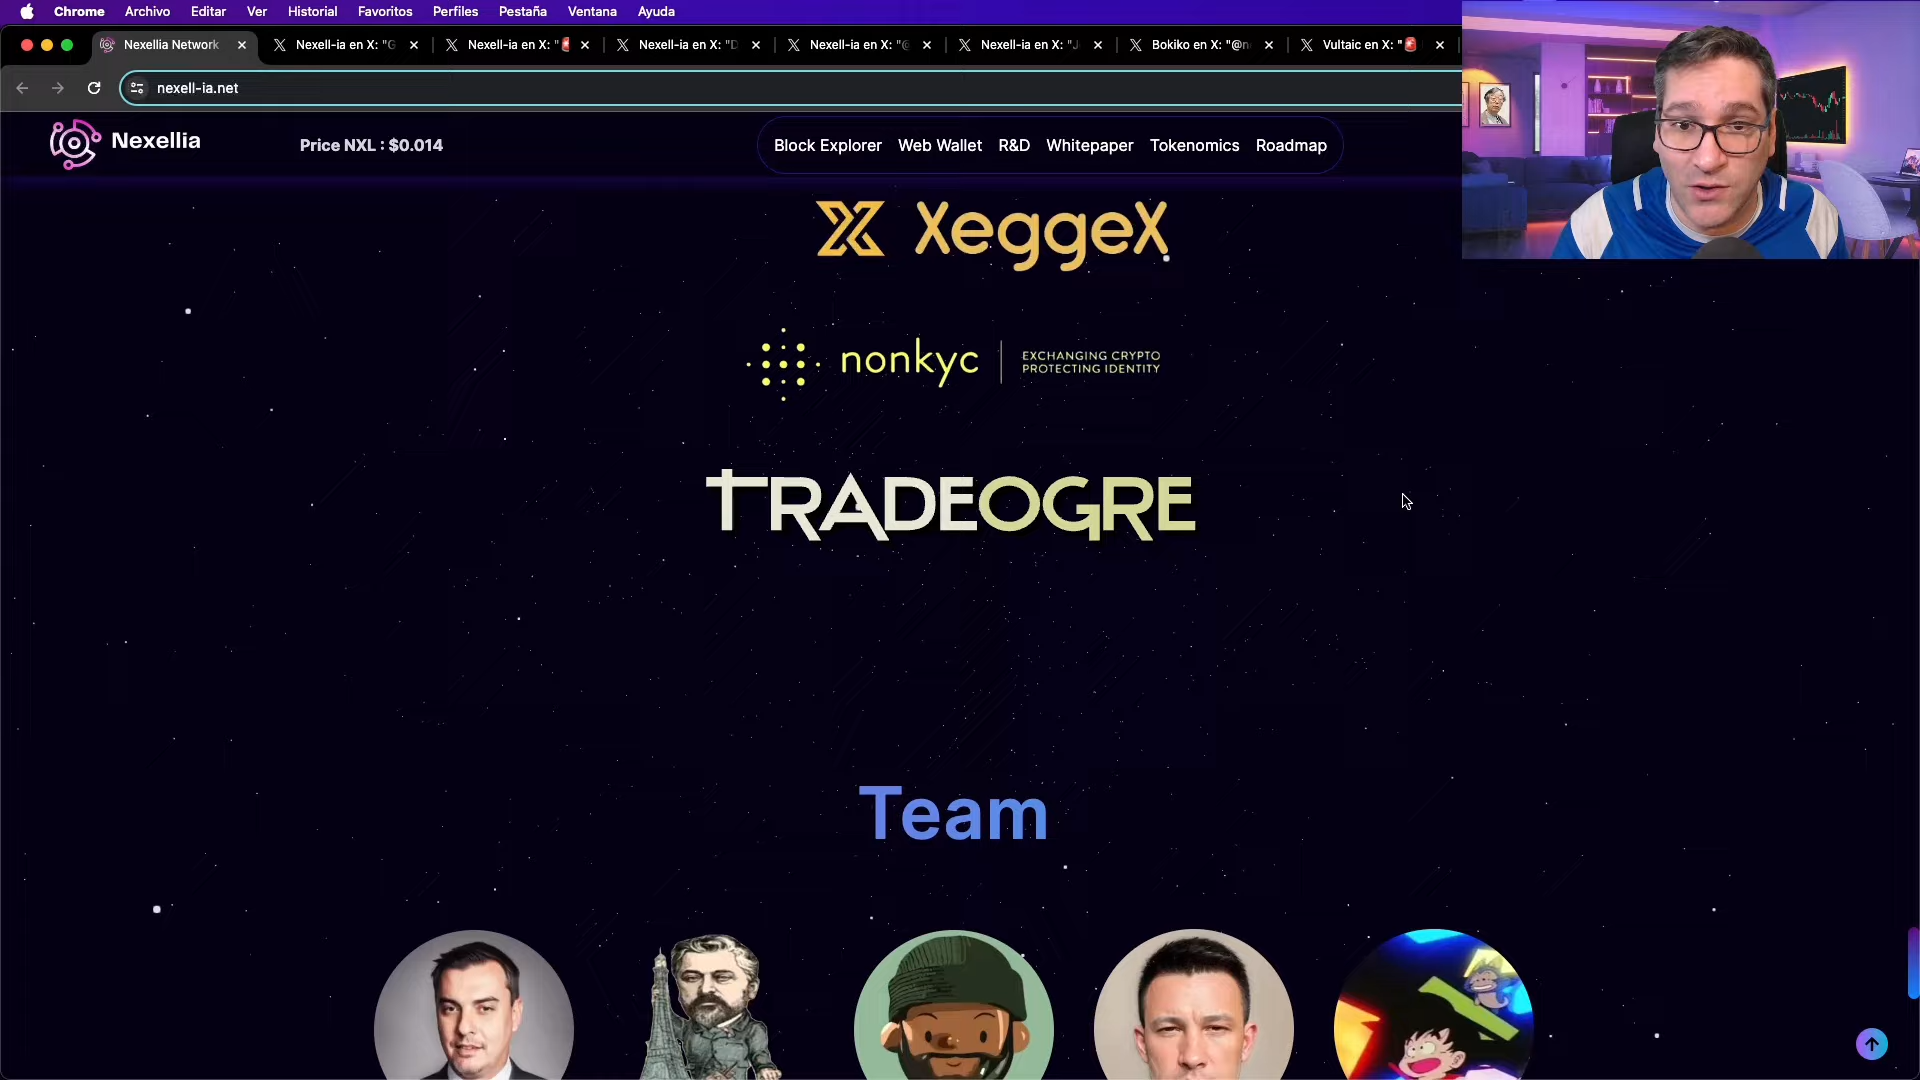 Chrome Archivo Editar Ver Historial Favoritos Perfiles Pestaña Ventana Ayuda
Nexellia Network Nexell-ia en X: "G Nexell-ia en X: "🚨 Nexell-ia en X: "D Nexell-ia en X: "@ Nexell-ia en X: "J Bokiko en X: "@n Vultaic en X: "🚨
nexell-ia.net
Nexellia Price NXL : $0.014 Block Explorer Web Wallet R&D Whitepaper Tokenomics Roadmap
XeggeX
nonkyc EXCHANGING CRYPTO
PROTECTING IDENTITY
TRADEOGRE
Team